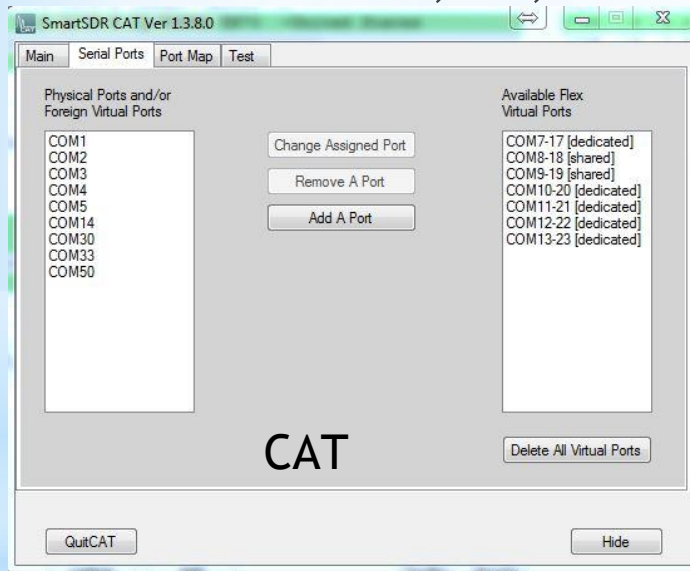 SmartSDR CAT Ver 1.3.8.0
Main Serial Ports Port Map Test
Physical Ports and/or
Foreign Virtual Ports
COM1
COM2
COM3
COM4
COM5
COM14
COM30
COM33
COM50
Change Assigned Port
Remove A Port
Add A Port
Available Flex
Virtual Ports
COM7-17 [dedicated]
COM8-18 [shared]
COM9-19 [shared]
COM10-20 [dedicated]
COM11-21 [dedicated]
COM12-22 [dedicated]
COM13-23 [dedicated]
CAT
Delete All Virtual Ports
QuitCAT
Hide